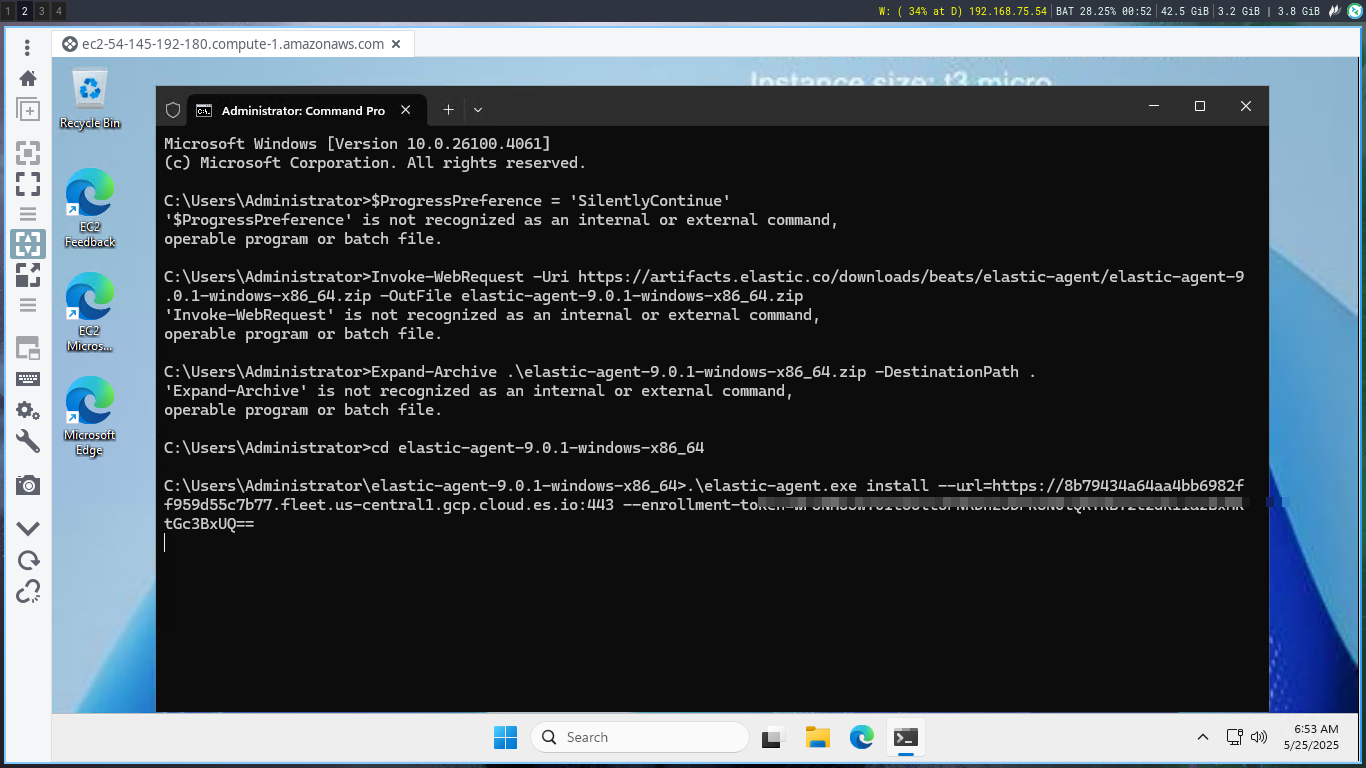 1 2 3 4
W: ( 34% at D) 192.168.75.54 BAT 28.25% 00:52 42.5 GiB 3.2 GiB | 3.8 GiB
ec2-54-145-192-180.compute-1.amazonaws.com
Instance size: t3.micro
Recycle Bin
EC2
Feedback
EC2
Micros...
Microsoft
Edge
Administrator: Command Pro
Microsoft Windows [Version 10.0.26100.4061]
(c) Microsoft Corporation. All rights reserved.
C:\Users\Administrator>$ProgressPreference = 'SilentlyContinue'
'$ProgressPreference' is not recognized as an internal or external command,
operable program or batch file.
C:\Users\Administrator>Invoke-WebRequest -Uri https://artifacts.elastic.co/downloads/beats/elastic-agent/elastic-agent-9
.0.1-windows-x86_64.zip -OutFile elastic-agent-9.0.1-windows-x86_64.zip
'Invoke-WebRequest' is not recognized as an internal or external command,
operable program or batch file.
C:\Users\Administrator>Expand-Archive .\elastic-agent-9.0.1-windows-x86_64.zip -DestinationPath .
'Expand-Archive' is not recognized as an internal or external command,
operable program or batch file.
C:\Users\Administrator>cd elastic-agent-9.0.1-windows-x86_64
C:\Users\Administrator\elastic-agent-9.0.1-windows-x86_64>.\elastic-agent.exe install --url=https://8b79434a64aa4bb6982f
f959d55c7b77.fleet.us-central1.gcp.cloud.es.io:443 --enrollment-token=
tGc3BxUQ==
Search
6:53 AM
5/25/2025